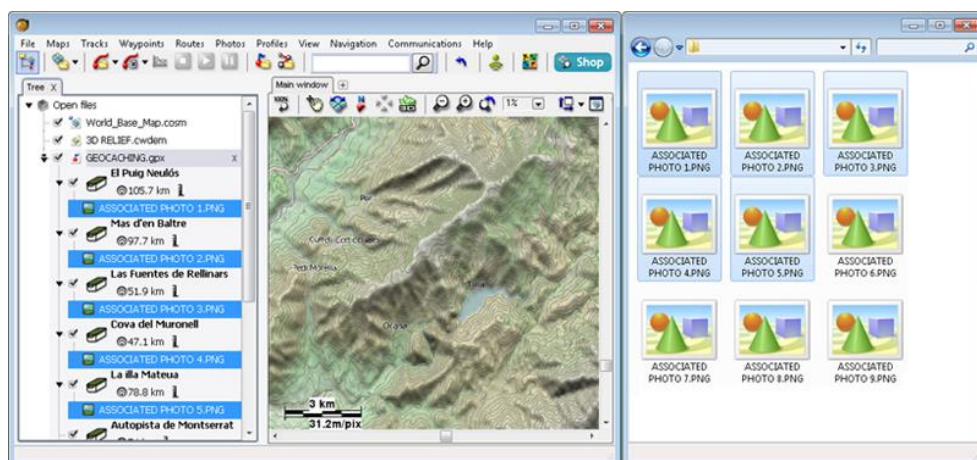 File Maps Tracks Waypoints Routes Photos Profiles View Navigation Communications Help
Shop
Tree X
Main window
100%
1%
Open files
World_Base_Map.cosm
3D RELIEF.cwdem
GEOCACHING.gpx x
El Puig Neulós
105.7 km
ASSOCIATED PHOTO 1.PNG
Mas d'en Baltre
97.7 km
ASSOCIATED PHOTO 2.PNG
Las Fuentes de Rellinars
51.9 km
ASSOCIATED PHOTO 3.PNG
Cova del Muronell
47.1 km
ASSOCIATED PHOTO 4.PNG
La illa Mateua
78.8 km
ASSOCIATED PHOTO 5.PNG
Autopista de Montserrat
3 km
31.2m/pix
ASSOCIATED PHOTO 1.PNG
ASSOCIATED PHOTO 2.PNG
ASSOCIATED PHOTO 3.PNG
ASSOCIATED PHOTO 4.PNG
ASSOCIATED PHOTO 5.PNG
ASSOCIATED PHOTO 6.PNG
ASSOCIATED PHOTO 7.PNG
ASSOCIATED PHOTO 8.PNG
ASSOCIATED PHOTO 9.PNG